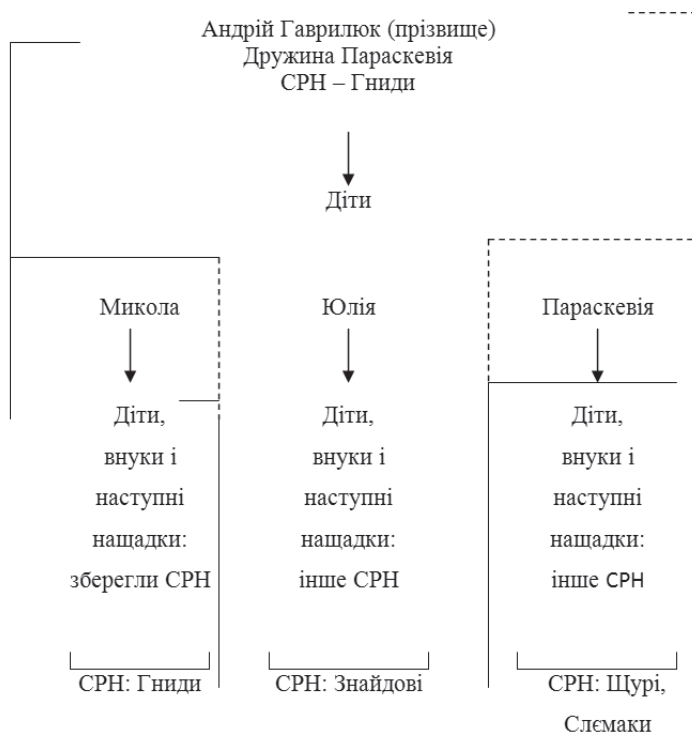 Андрій Гаврилюк (прізвище)
Дружина Параскевія
СРН – Гниди
Діти
Микола
Юлія
Параскевія
Діти,
внуки і
наступні
нащадки:
зберегли СРН
Діти,
внуки і
наступні
нащадки:
інше СРН
Діти,
внуки і
наступні
нащадки:
інше СРН
СРН: Гниди
СРН: Знайдові
СРН: Щурі,
Слємаки